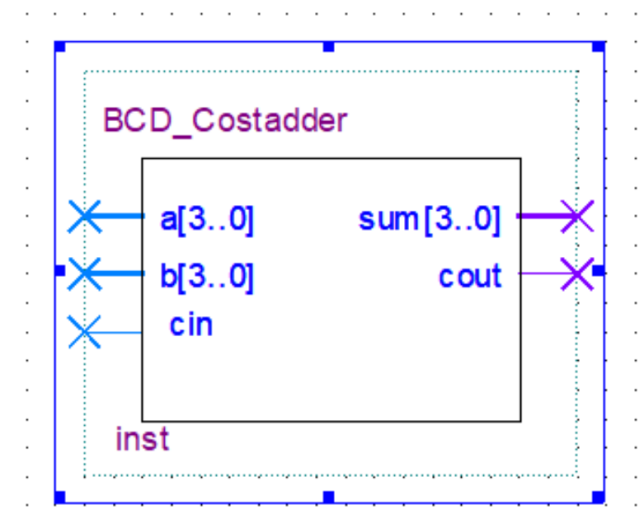 BCD_Costadder
a[3..0] sum[3..0]
b[3..0] cout
cin
inst